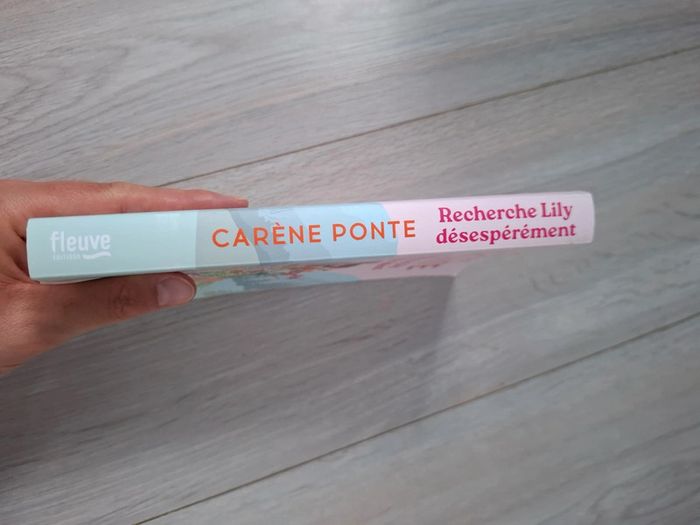 fleuve
ÉDITIONS
CARÈNE PONTE
Recherche Lily
désespérément